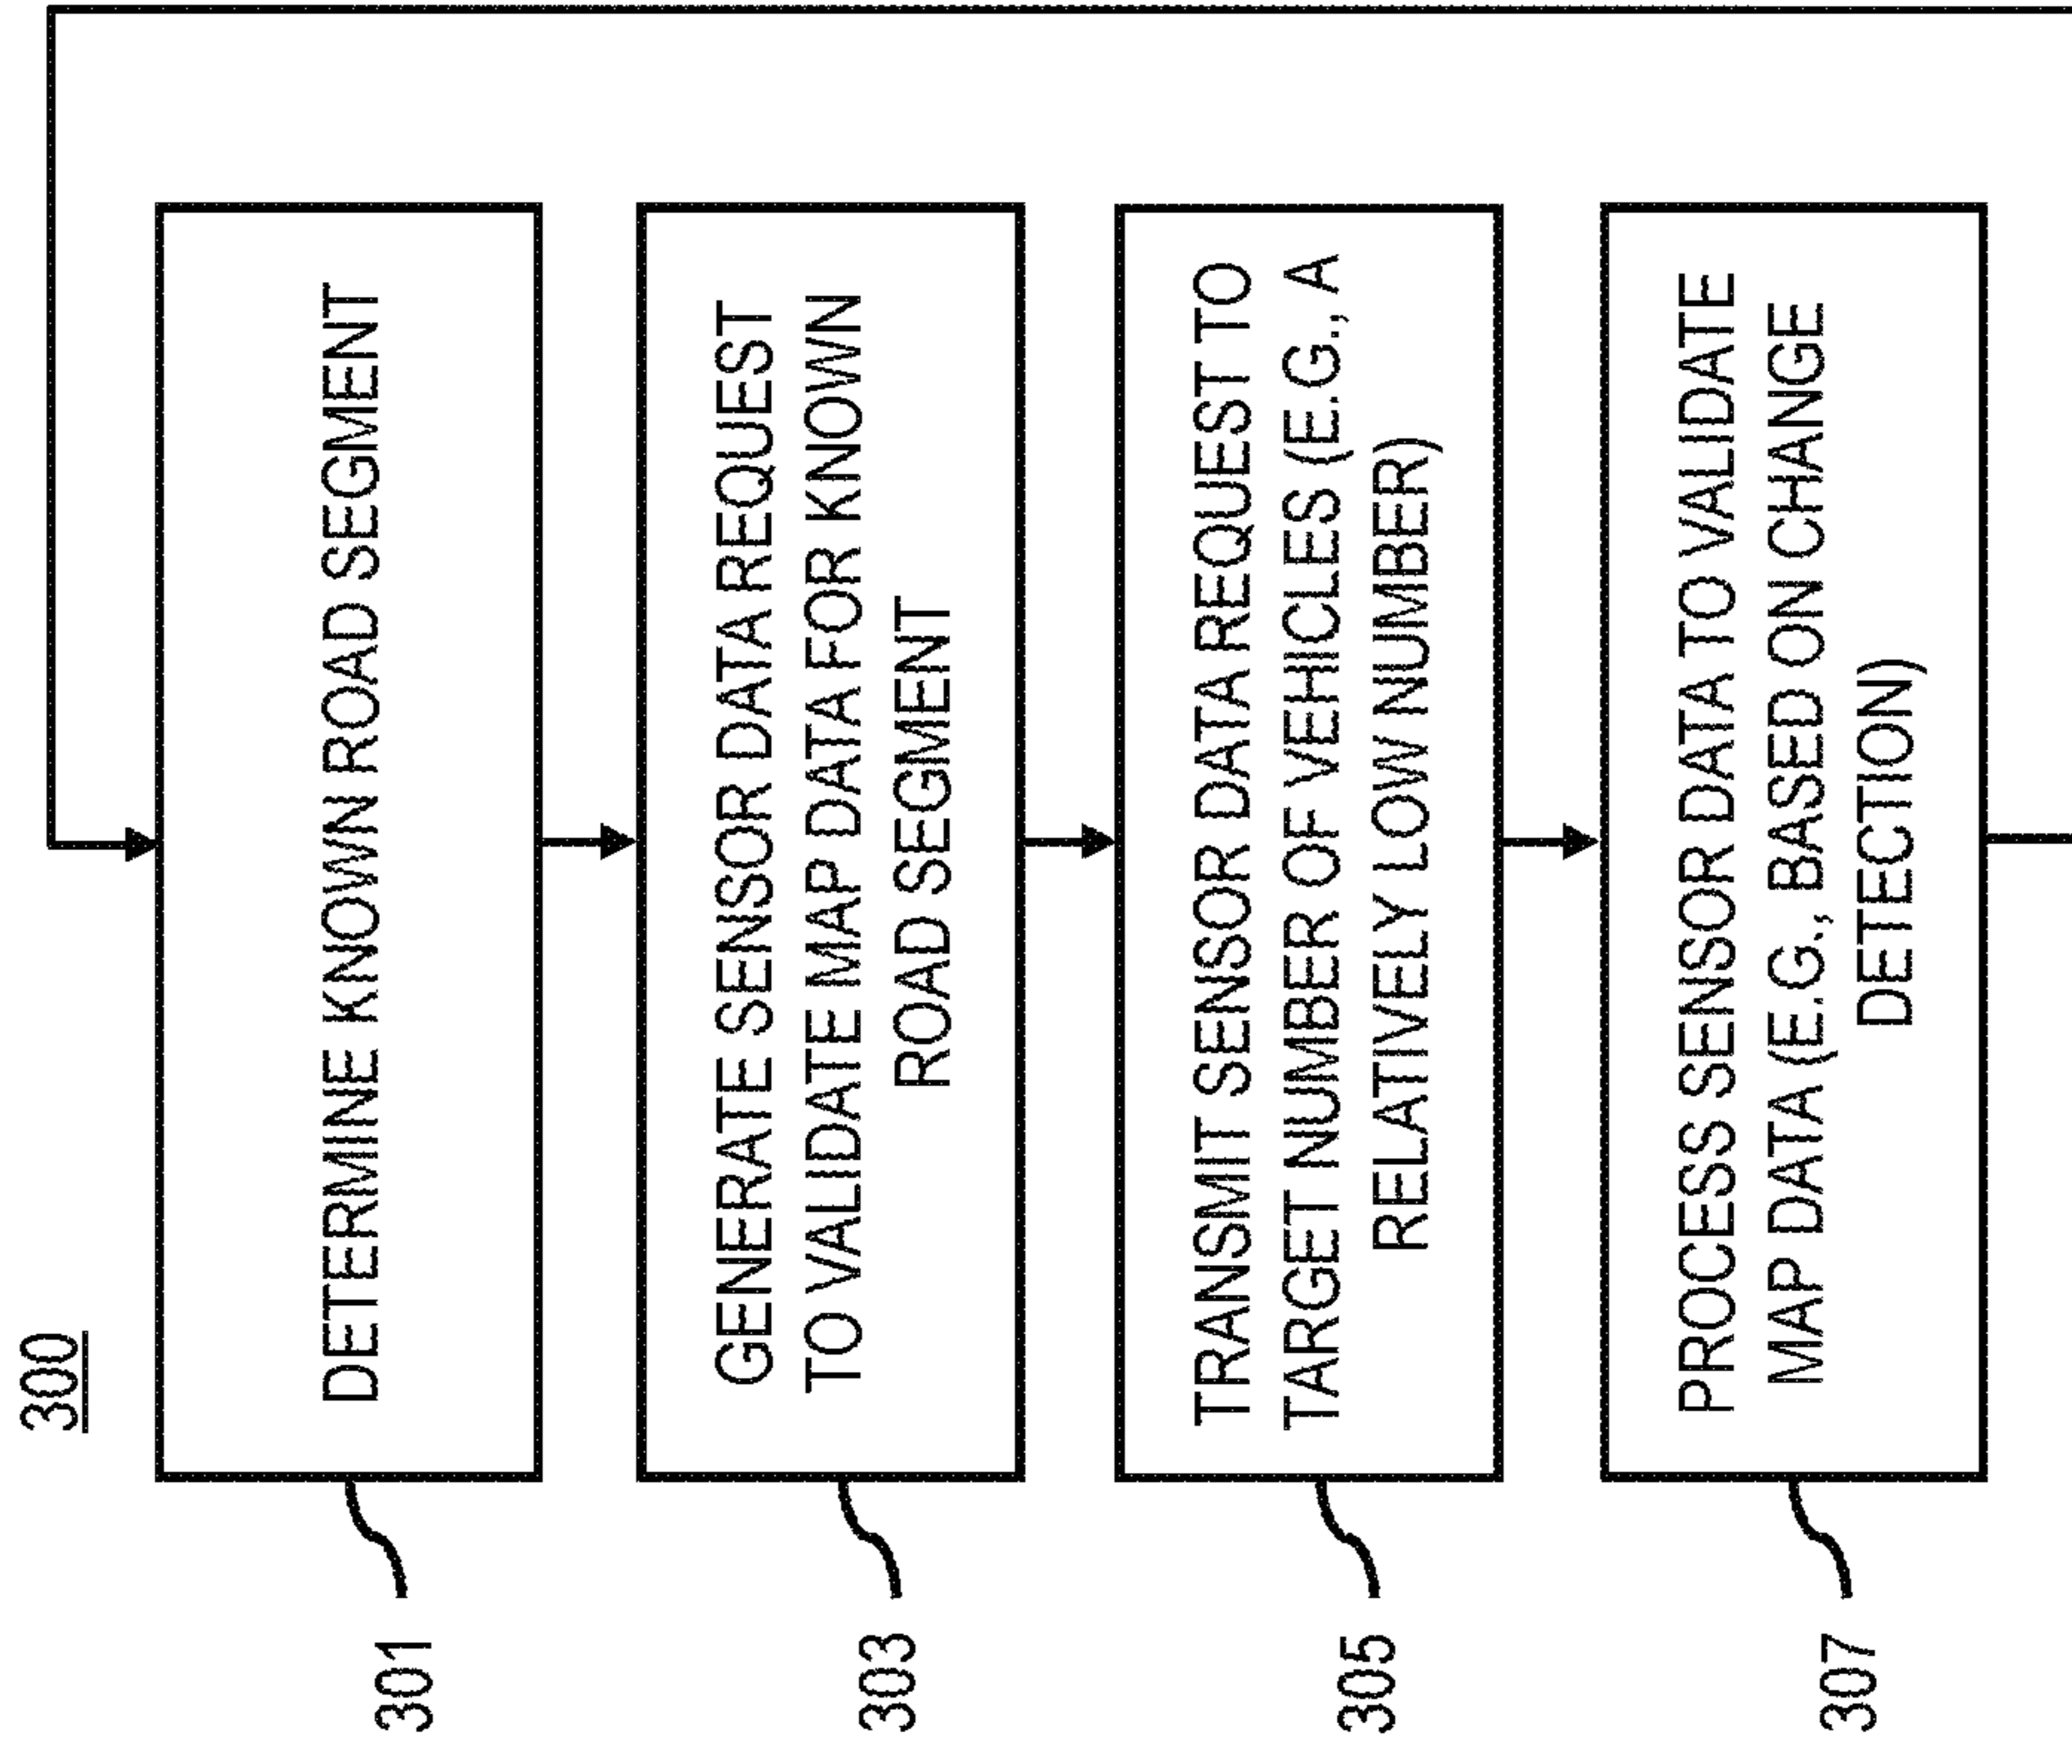 300
301
DETERMINE KNOWN ROAD SEGMENT
303
GENERATE SENSOR DATA REQUEST
TO VALIDATE MAP DATA FOR KNOWN
ROAD SEGMENT
305
TRANSMIT SENSOR DATA REQUEST TO
TARGET NUMBER OF VEHICLES (E.G., A
RELATIVELY LOW NUMBER)
307
PROCESS SENSOR DATA TO VALIDATE
MAP DATA (E.G., BASED ON CHANGE
DETECTION)